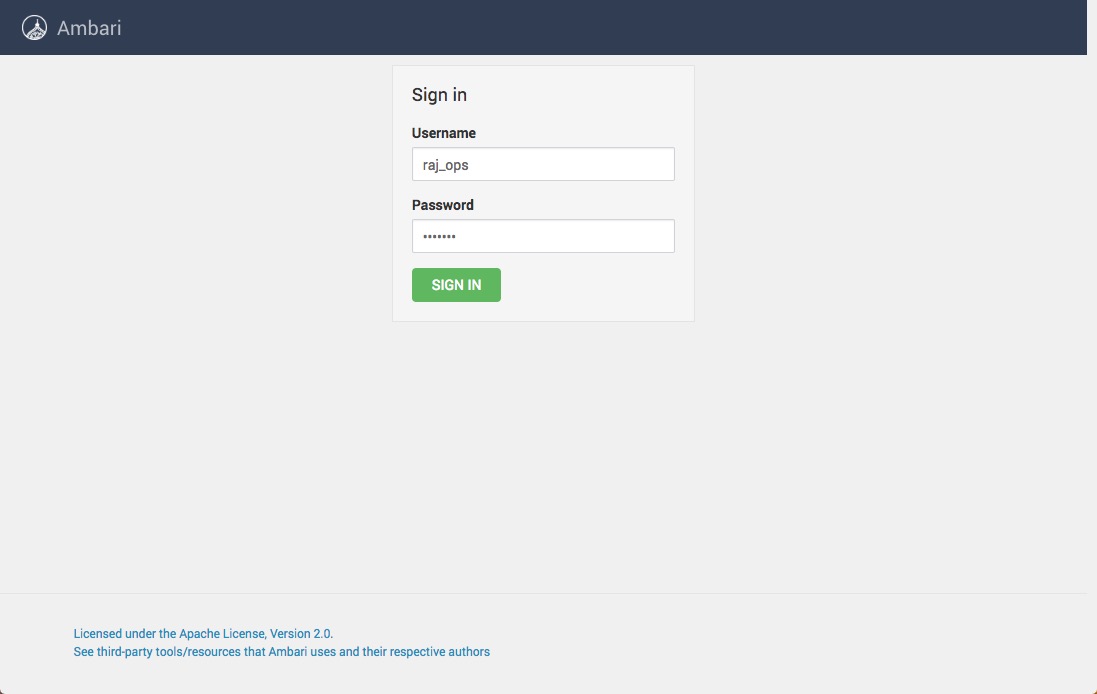 Ambari
Sign in
Username
raj_ops
Password
•••••••
SIGN IN
Licensed under the Apache License, Version 2.0.
See third-party tools/resources that Ambari uses and their respective authors